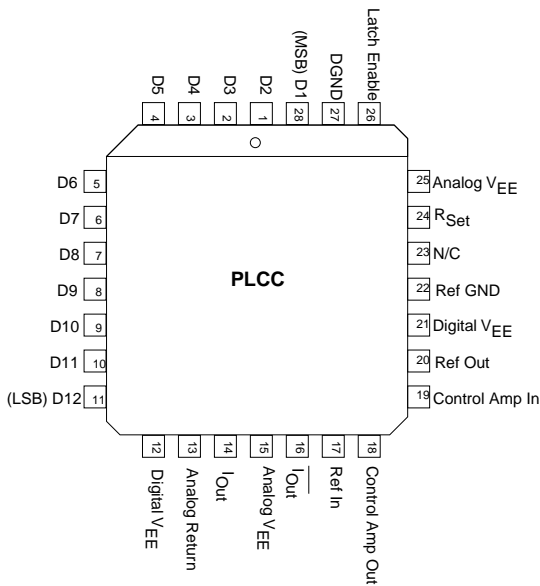 D5
D4
D3
D2
(MSB) D1
DGND
Latch Enable
4
3
2
1
28
27
26
D6 5
D7 6
D8 7
D9 8
D10 9
D11 10
(LSB) D12 11
PLCC
25 Analog VEE
24 RSet
23 N/C
22 Ref GND
21 Digital VEE
20 Ref Out
19 Control Amp In
12
13
14
15
16
17
18
Digital VEE
Analog Return
IOut
Analog VEE
IOut
Ref In
Control Amp Out